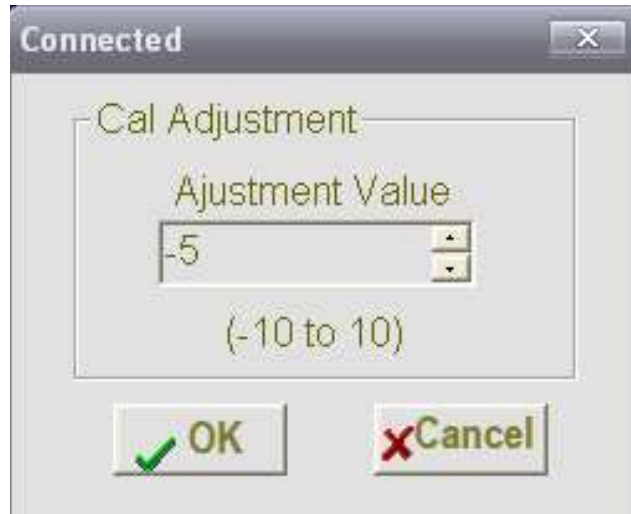 Connected
Cal Adjustment
Ajustment Value
-5
(-10 to 10)
OK
Cancel